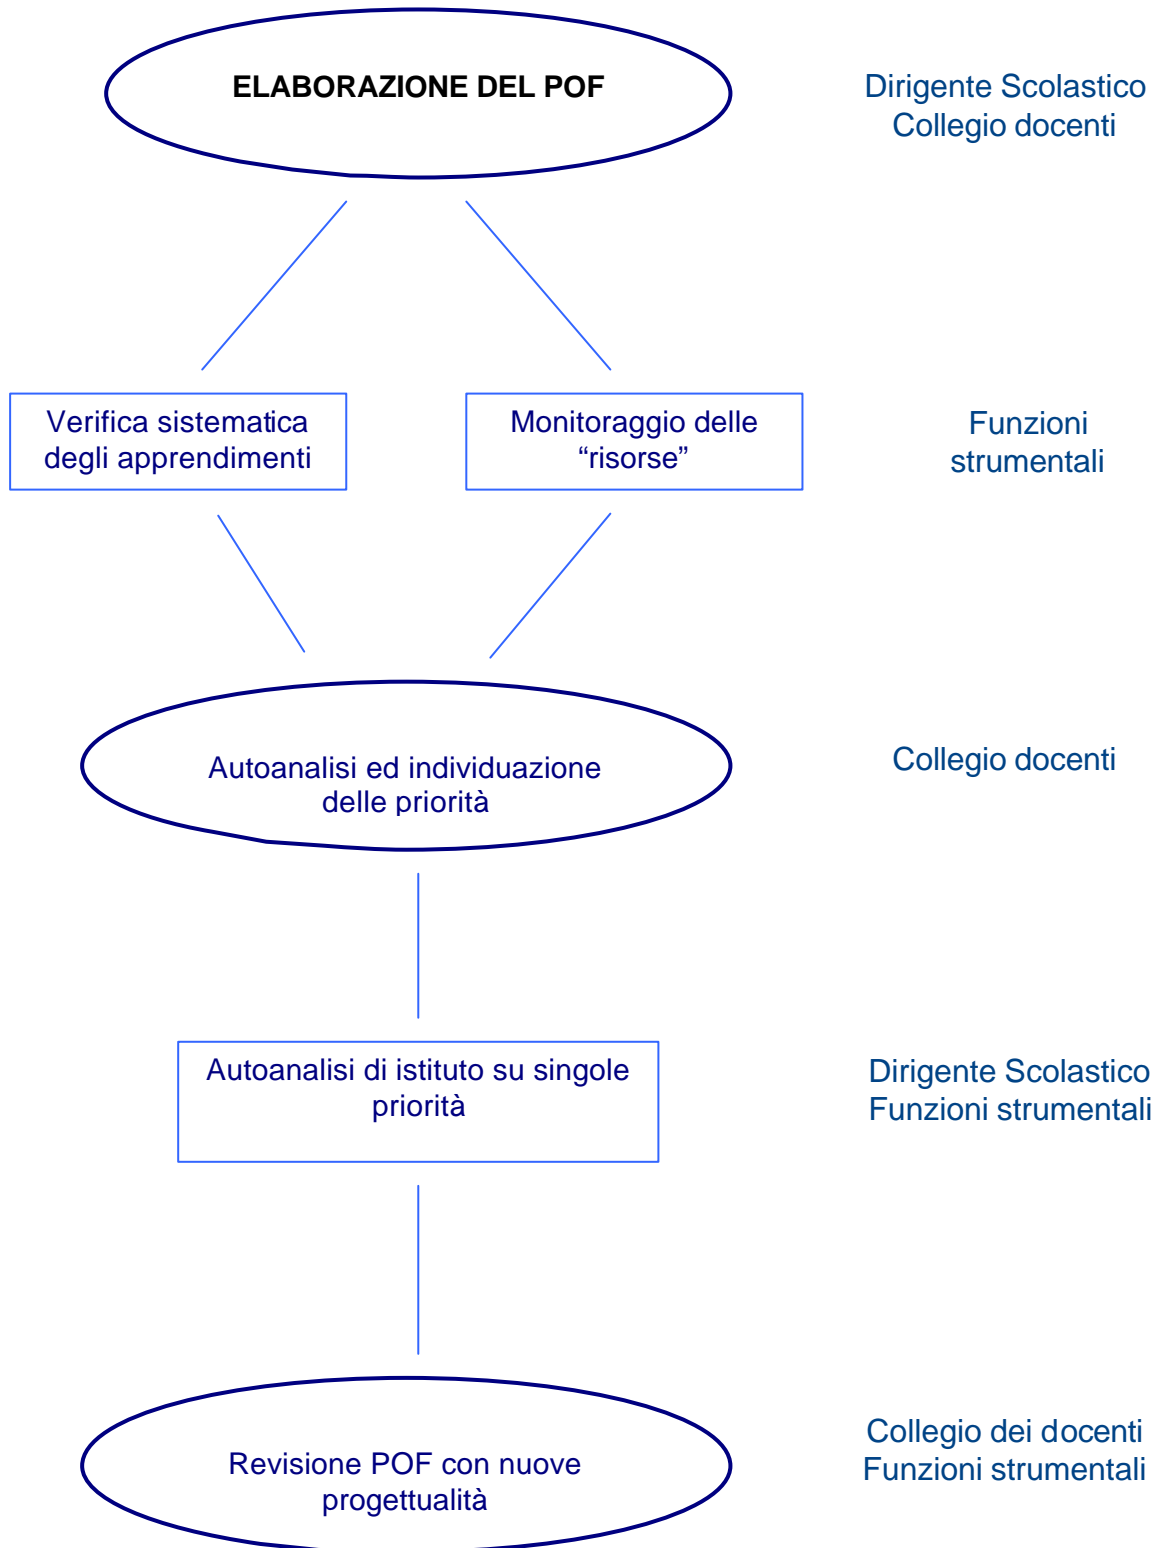 ELABORAZIONE DEL POF
Dirigente Scolastico
Collegio docenti
Verifica sistematica
degli apprendimenti
Monitoraggio delle
“risorse”
Funzioni
strumentali
Autoanalisi ed individuazione
delle priorità
Collegio docenti
Autoanalisi di istituto su singole
priorità
Dirigente Scolastico
Funzioni strumentali
Revisione POF con nuove
progettualità
Collegio dei docenti
Funzioni strumentali